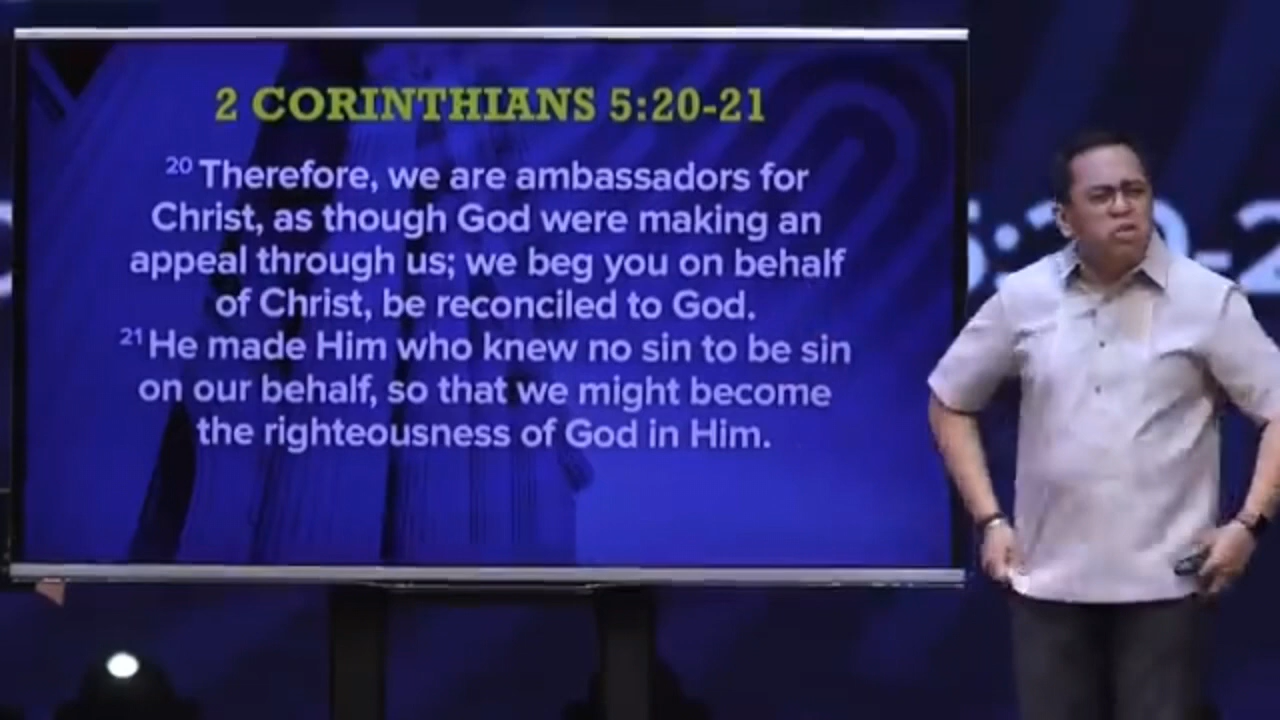 2 CORINTHIANS 5:20-21
20 Therefore, we are ambassadors for
Christ, as though God were making an
appeal through us; we beg you on behalf
of Christ, be reconciled to God.
21 He made Him who knew no sin to be sin
on our behalf, so that we might become
the righteousness of God in Him.